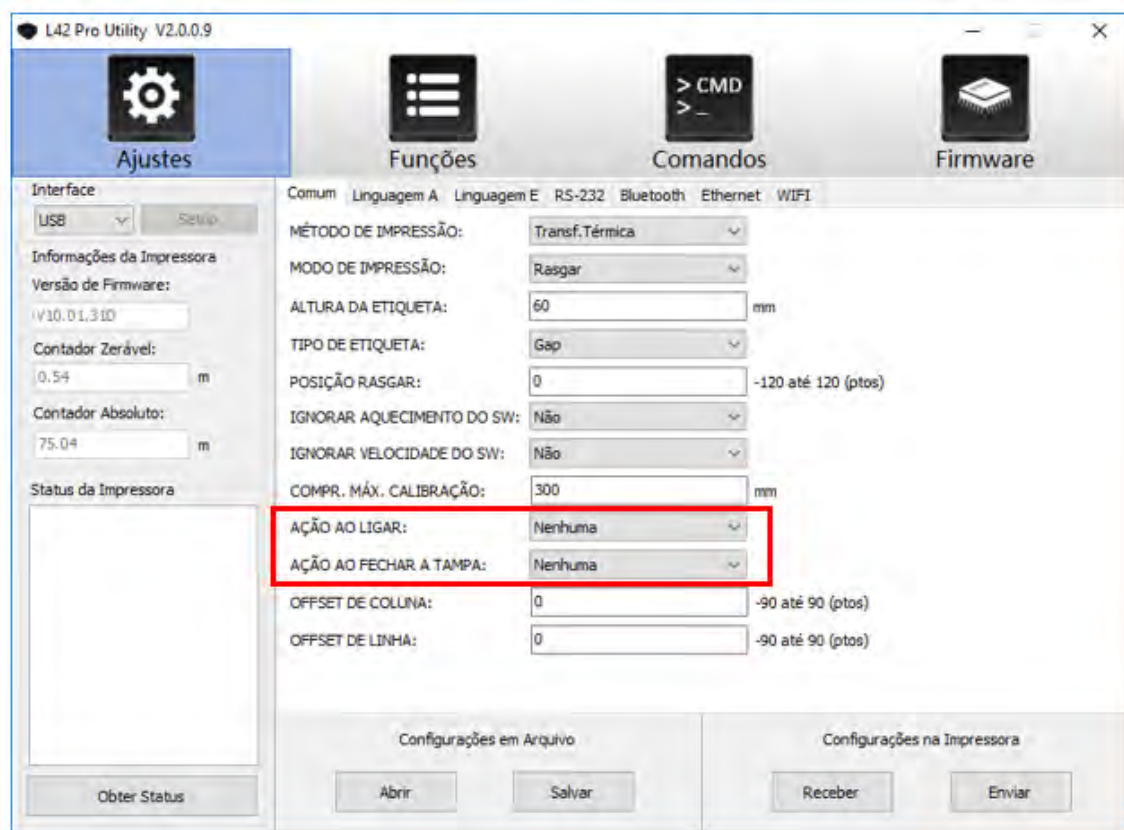 L42 Pro Utility V2.0.0.9
> CMD
>_
Ajustes Funções Comandos Firmware
Interface
USB Setup
Informações da Impressora
Versão de Firmware:
V10.01.310
Contador Zerável:
0.54 m
Contador Absoluto:
75.04 m
Status da Impressora
Obter Status
Comum Linguagem A Linguagem E RS-232 Bluetooth Ethernet WIFI
MÉTODO DE IMPRESSÃO: Transf.Térmica
MODO DE IMPRESSÃO: Rasgar
ALTURA DA ETIQUETA: 60 mm
TIPO DE ETIQUETA: Gap
POSIÇÃO RASGAR: 0 -120 até 120 (ptos)
IGNORAR AQUECIMENTO DO SW: Não
IGNORAR VELOCIDADE DO SW: Não
COMPR. MÁX. CALIBRAÇÃO: 300 mm
AÇÃO AO LIGAR: Nenhuma
AÇÃO AO FECHAR A TAMPA: Nenhuma
OFFSET DE COLUNA: 0 -90 até 90 (ptos)
OFFSET DE LINHA: 0 -90 até 90 (ptos)
Configurações em Arquivo Configurações na Impressora
Abrir Salvar Receber Enviar